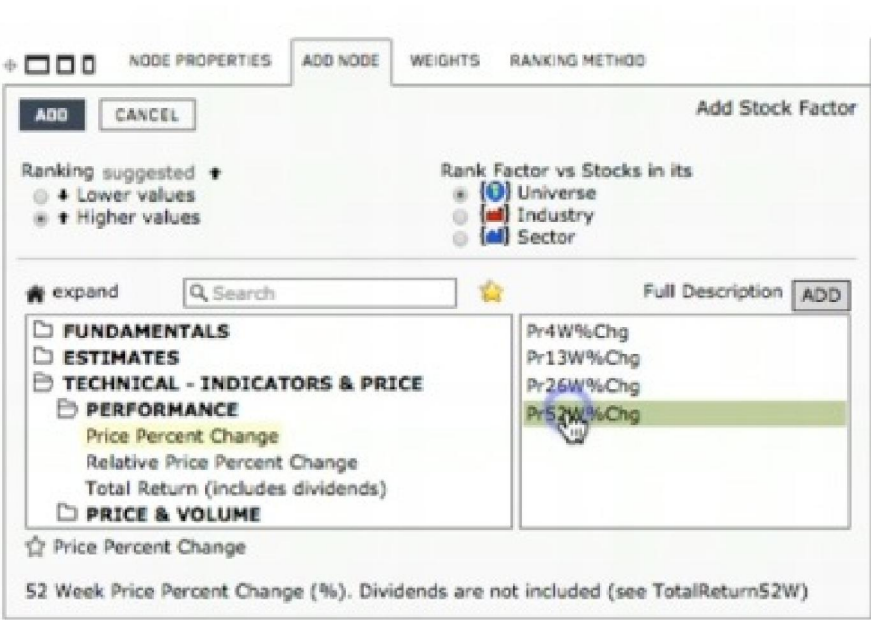 NODE PROPERTIES ADD NODE WEIGHTS RANKING METHOD
ADD CANCEL Add Stock Factor
Ranking suggested
Lower values
Higher values
Rank Factor vs Stocks in its
Universe
Industry
Sector
expand Search Full Description ADD
FUNDAMENTALS
ESTIMATES
TECHNICAL - INDICATORS & PRICE
PERFORMANCE
Price Percent Change
Relative Price Percent Change
Total Return (includes dividends)
PRICE & VOLUME
Pr4W%Chg
Pr13W%Chg
Pr26W%Chg
Pr52W%Chg
Price Percent Change
52 Week Price Percent Change (%). Dividends are not included (see TotalReturn52W)